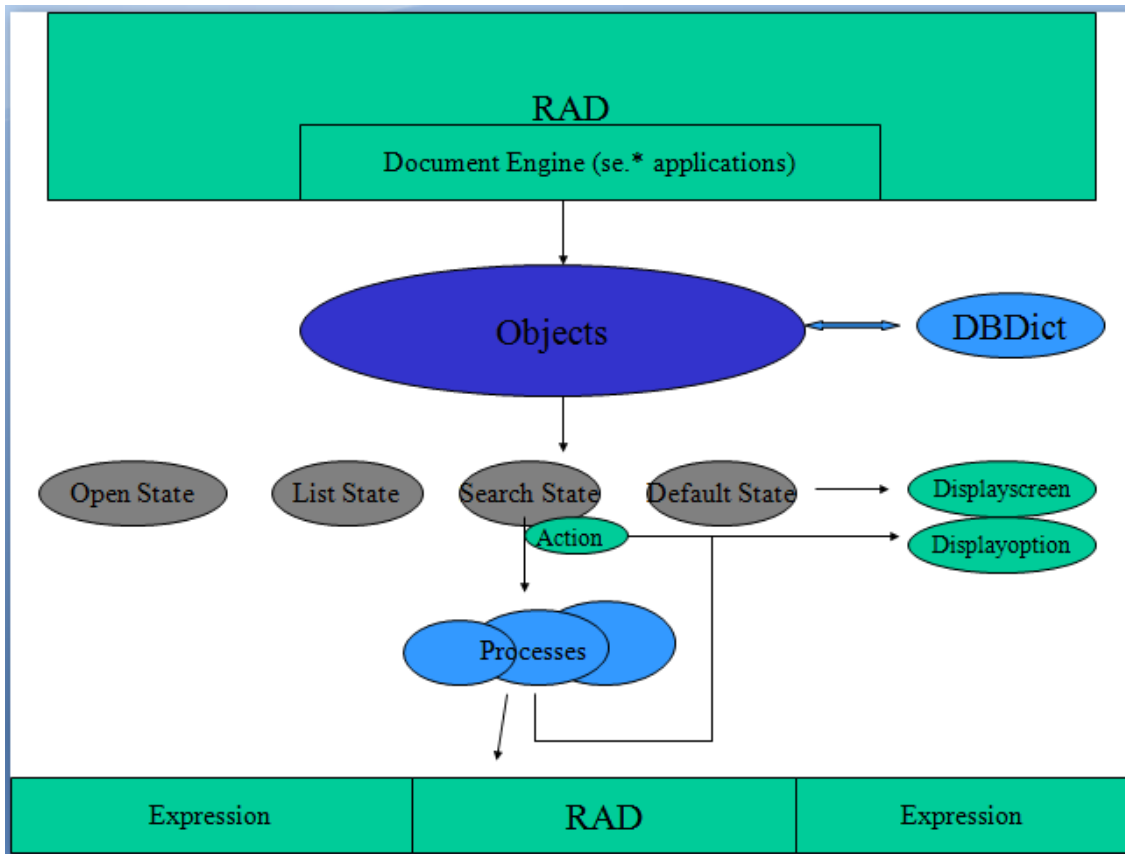 RAD
Document Engine (se.* applications)
Objects
DBDict
Open State
List State
Search State
Default State
Displayscreen
Action
Displayoption
Processes
Expression
RAD
Expression